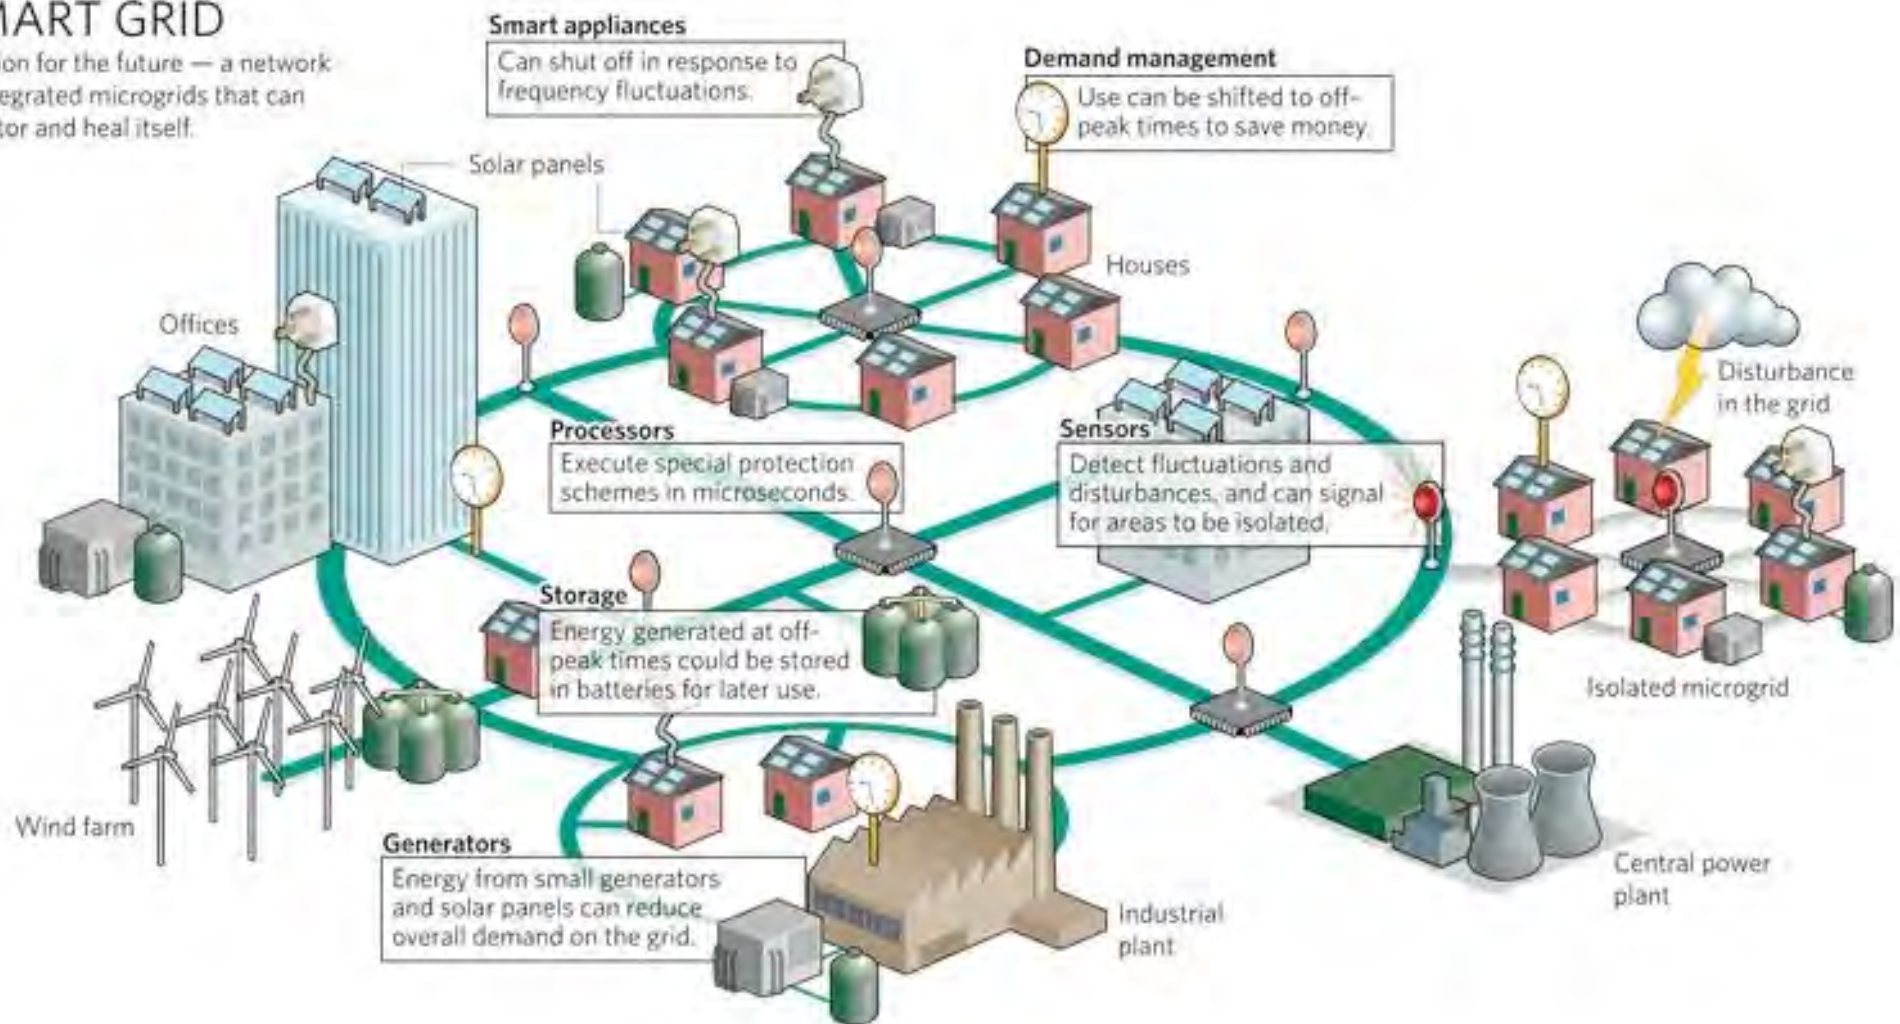 MART GRID
ion for the future — a network
egrated microgrids that can
tor and heal itself.
Smart appliances
Can shut off in response to
frequency fluctuations.
Demand management
Use can be shifted to off-
peak times to save money.
Solar panels
Houses
Offices
Disturbance
in the grid
Processors
Execute special protection
schemes in microseconds.
Sensors
Detect fluctuations and
disturbances, and can signal
for areas to be isolated.
Storage
Energy generated at off-
peak times could be stored
in batteries for later use.
Isolated microgrid
Wind farm
Generators
Energy from small generators
and solar panels can reduce
overall demand on the grid.
Central power
plant
Industrial
plant